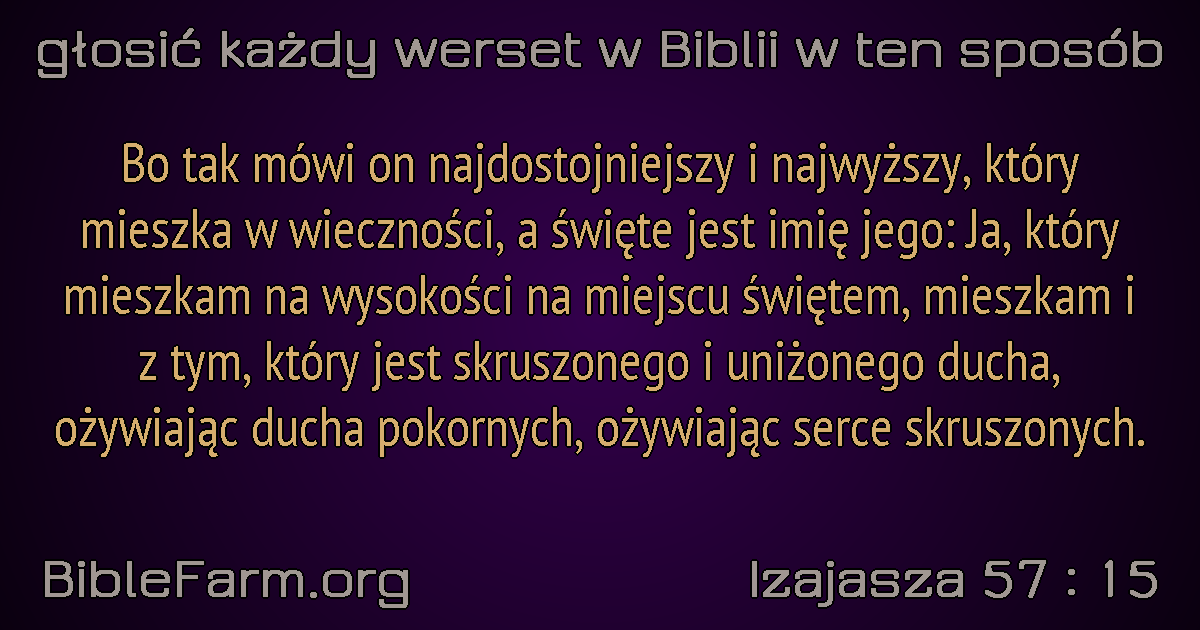 głosić każdy werset w Biblii w ten sposób
Bo tak mówi on najdostojniejszy i najwyższy, który
mieszka w wieczności, a święte jest imię jego: Ja, który
mieszkam na wysokości na miejscu świętem, mieszkam i
z tym, który jest skruszonego i uniżonego ducha,
ożywiając ducha pokornych, ożywiając serce skruszonych.
BibleFarm.org
Izajasza 57 : 15